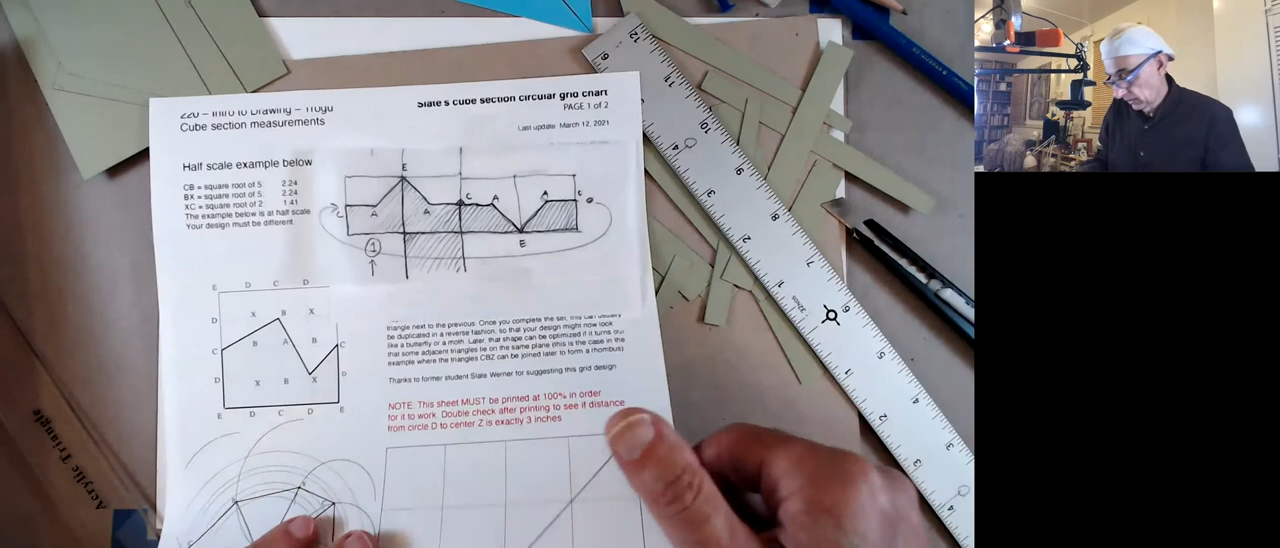 220 – Intro to Drawing – Trogu
Cube section measurements
Slate's cube section circular grid chart
PAGE 1 of 2
Last update March 12, 2021
Half scale example below
CB = square root of 5: 2.24
BX = square root of 5: 2.24
XC = square root of 2: 1.41
The example below is at half scale
Your design must be different.
E
C A A C A A C
E
1
E D C D
X B X
D
C B A B C
D X B X D
E D C D E
triangle next to the previous. Once you complete the set, this can usually
be duplicated in a reverse fashion, so that your design might now look
like a butterfly or a moth. Later, that shape can be optimized if it turns out
that some adjacent triangles lie on the same plane (this is the case in the
example where the triangles CBZ can be joined later to form a rhombus)
Thanks to former student Slate Werner for suggesting this grid design
NOTE: This sheet MUST be printed at 100% in order
for it to work. Double check after printing to see if distance
from circle D to center Z is exactly 3 inches
Acrylic Triangle
12 11 10 9 8 7 6 5 4 3
32nds